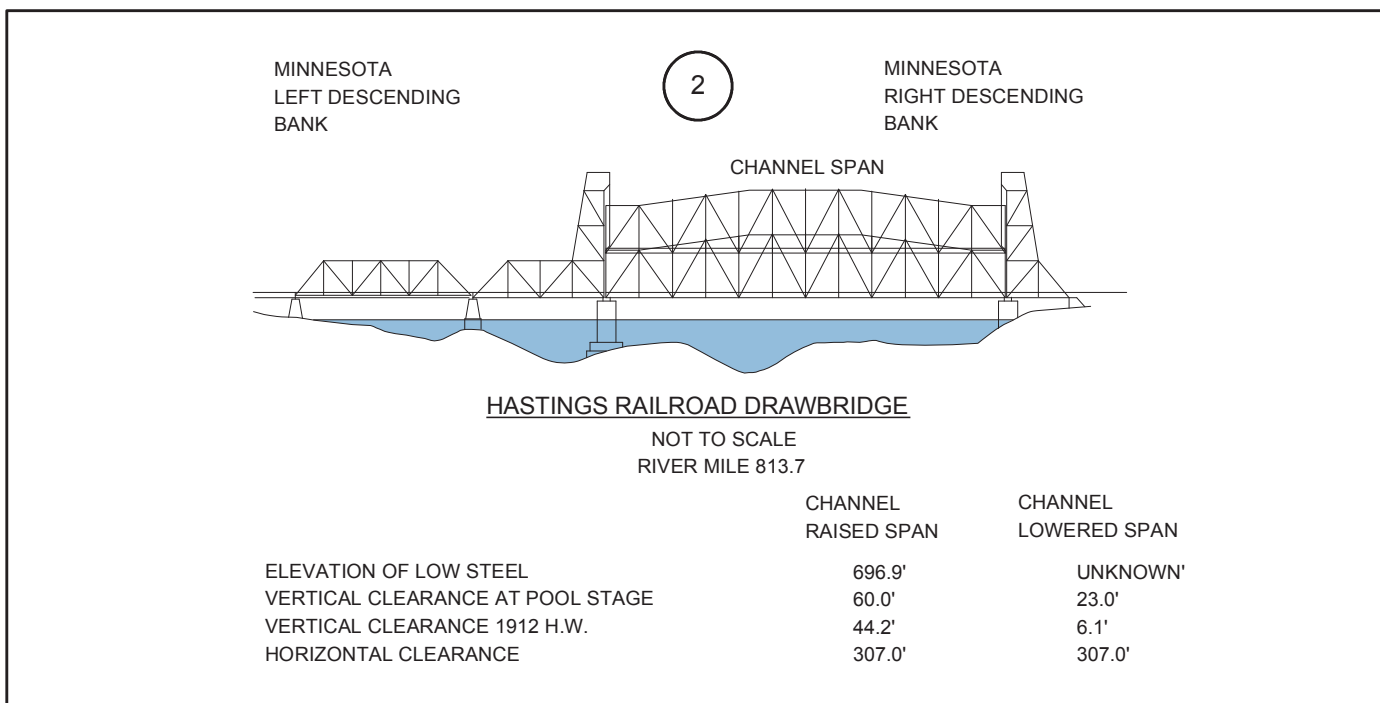 MINNESOTA
LEFT DESCENDING
BANK
2
MINNESOTA
RIGHT DESCENDING
BANK
CHANNEL SPAN
HASTINGS RAILROAD DRAWBRIDGE
NOT TO SCALE
RIVER MILE 813.7
CHANNEL CHANNEL
RAISED SPAN LOWERED SPAN
ELEVATION OF LOW STEEL 696.9' UNKNOWN'
VERTICAL CLEARANCE AT POOL STAGE 60.0' 23.0'
VERTICAL CLEARANCE 1912 H.W. 44.2' 6.1'
HORIZONTAL CLEARANCE 307.0' 307.0'